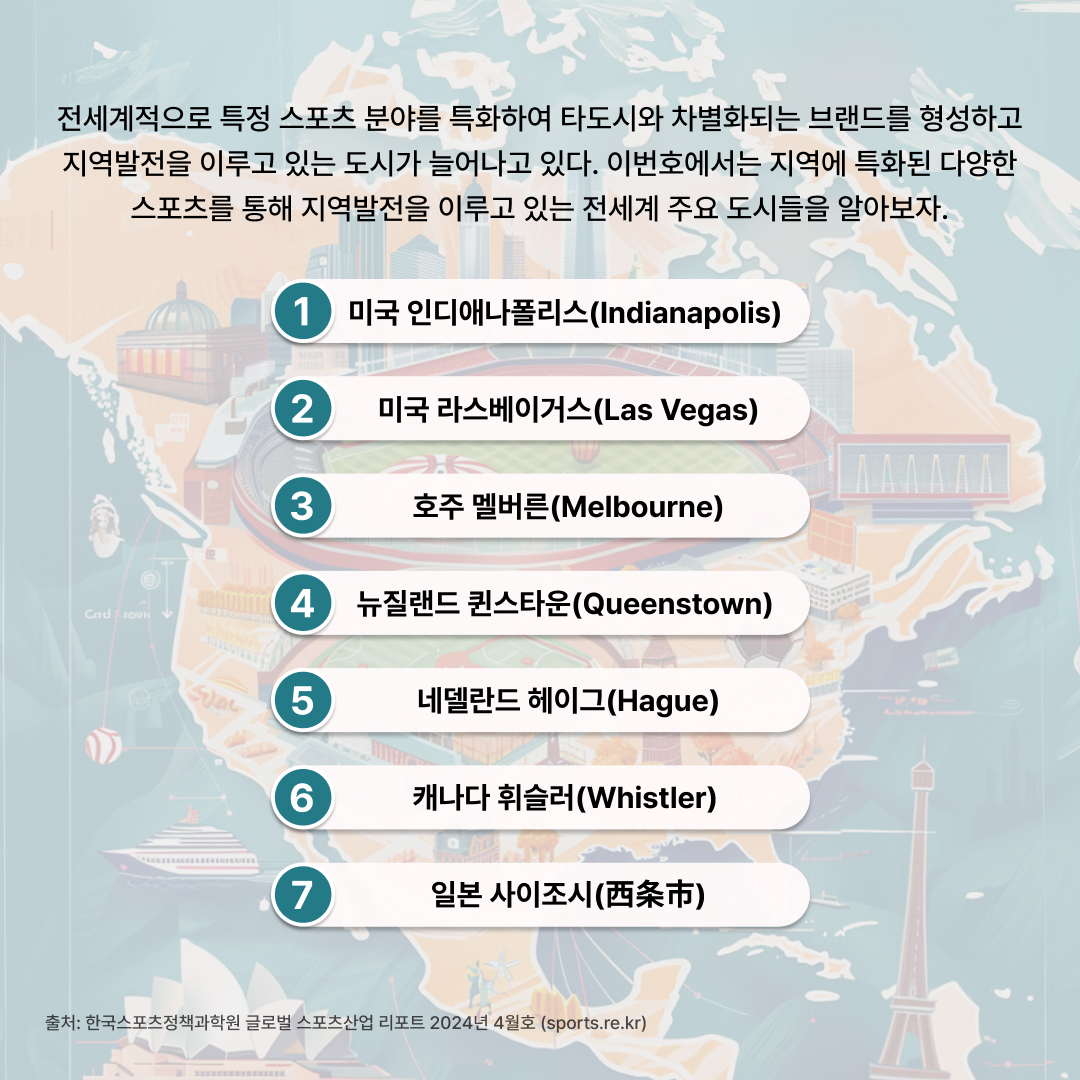 전세계적으로 특정 스포츠 분야를 특화하여 타도시와 차별화되는 브랜드를 형성하고
지역발전을 이루고 있는 도시가 늘어나고 있다. 이번호에서는 지역에 특화된 다양한
스포츠를 통해 지역발전을 이루고 있는 전세계 주요 도시들을 알아보자.
1 미국 인디애나폴리스(Indianapolis)
2 미국 라스베이거스(Las Vegas)
3 호주 멜버른(Melbourne)
4 뉴질랜드 퀸스타운(Queenstown)
5 네델란드 헤이그(Hague)
6 캐나다 휘슬러(Whistler)
7 일본 사이조시(西条市)
출처: 한국스포츠정책과학원 글로벌 스포츠산업 리포트 2024년 4월호 (sports.re.kr)